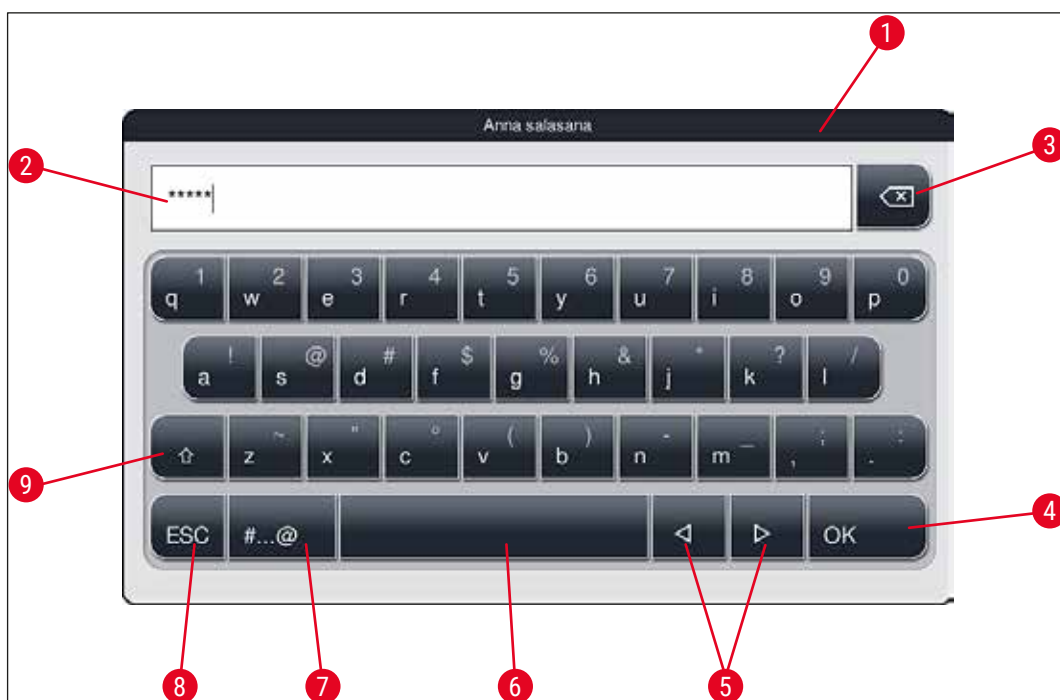 1
Anna salasana
2
*****
3
1 2 3 4 5 6 7 8 9 0
q w e r t y u i o p
! @ # $ % & * ? /
a s d f g h j k l
~ " ° ( ) - _ ; :
z x c v b n m , .
9
ESC #...@ OK
4
8 7 6 5